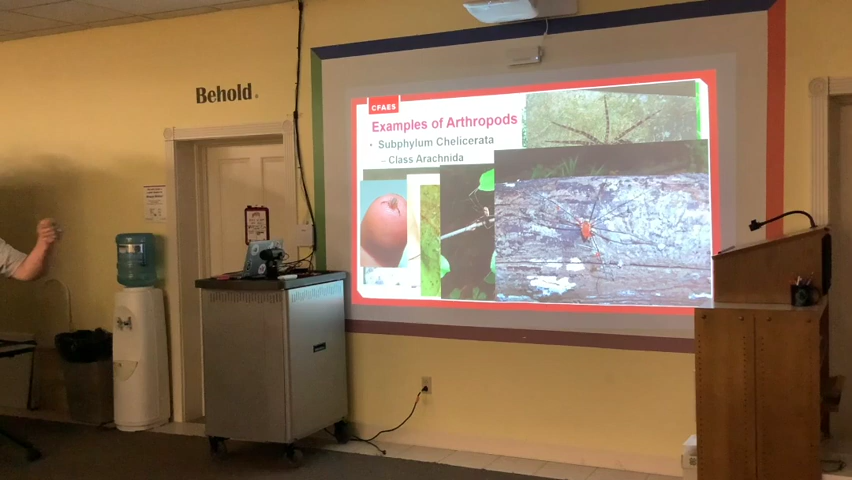 Behold.
CFAES
Examples of Arthropods
• Subphylum Chelicerata
– Class Arachnida